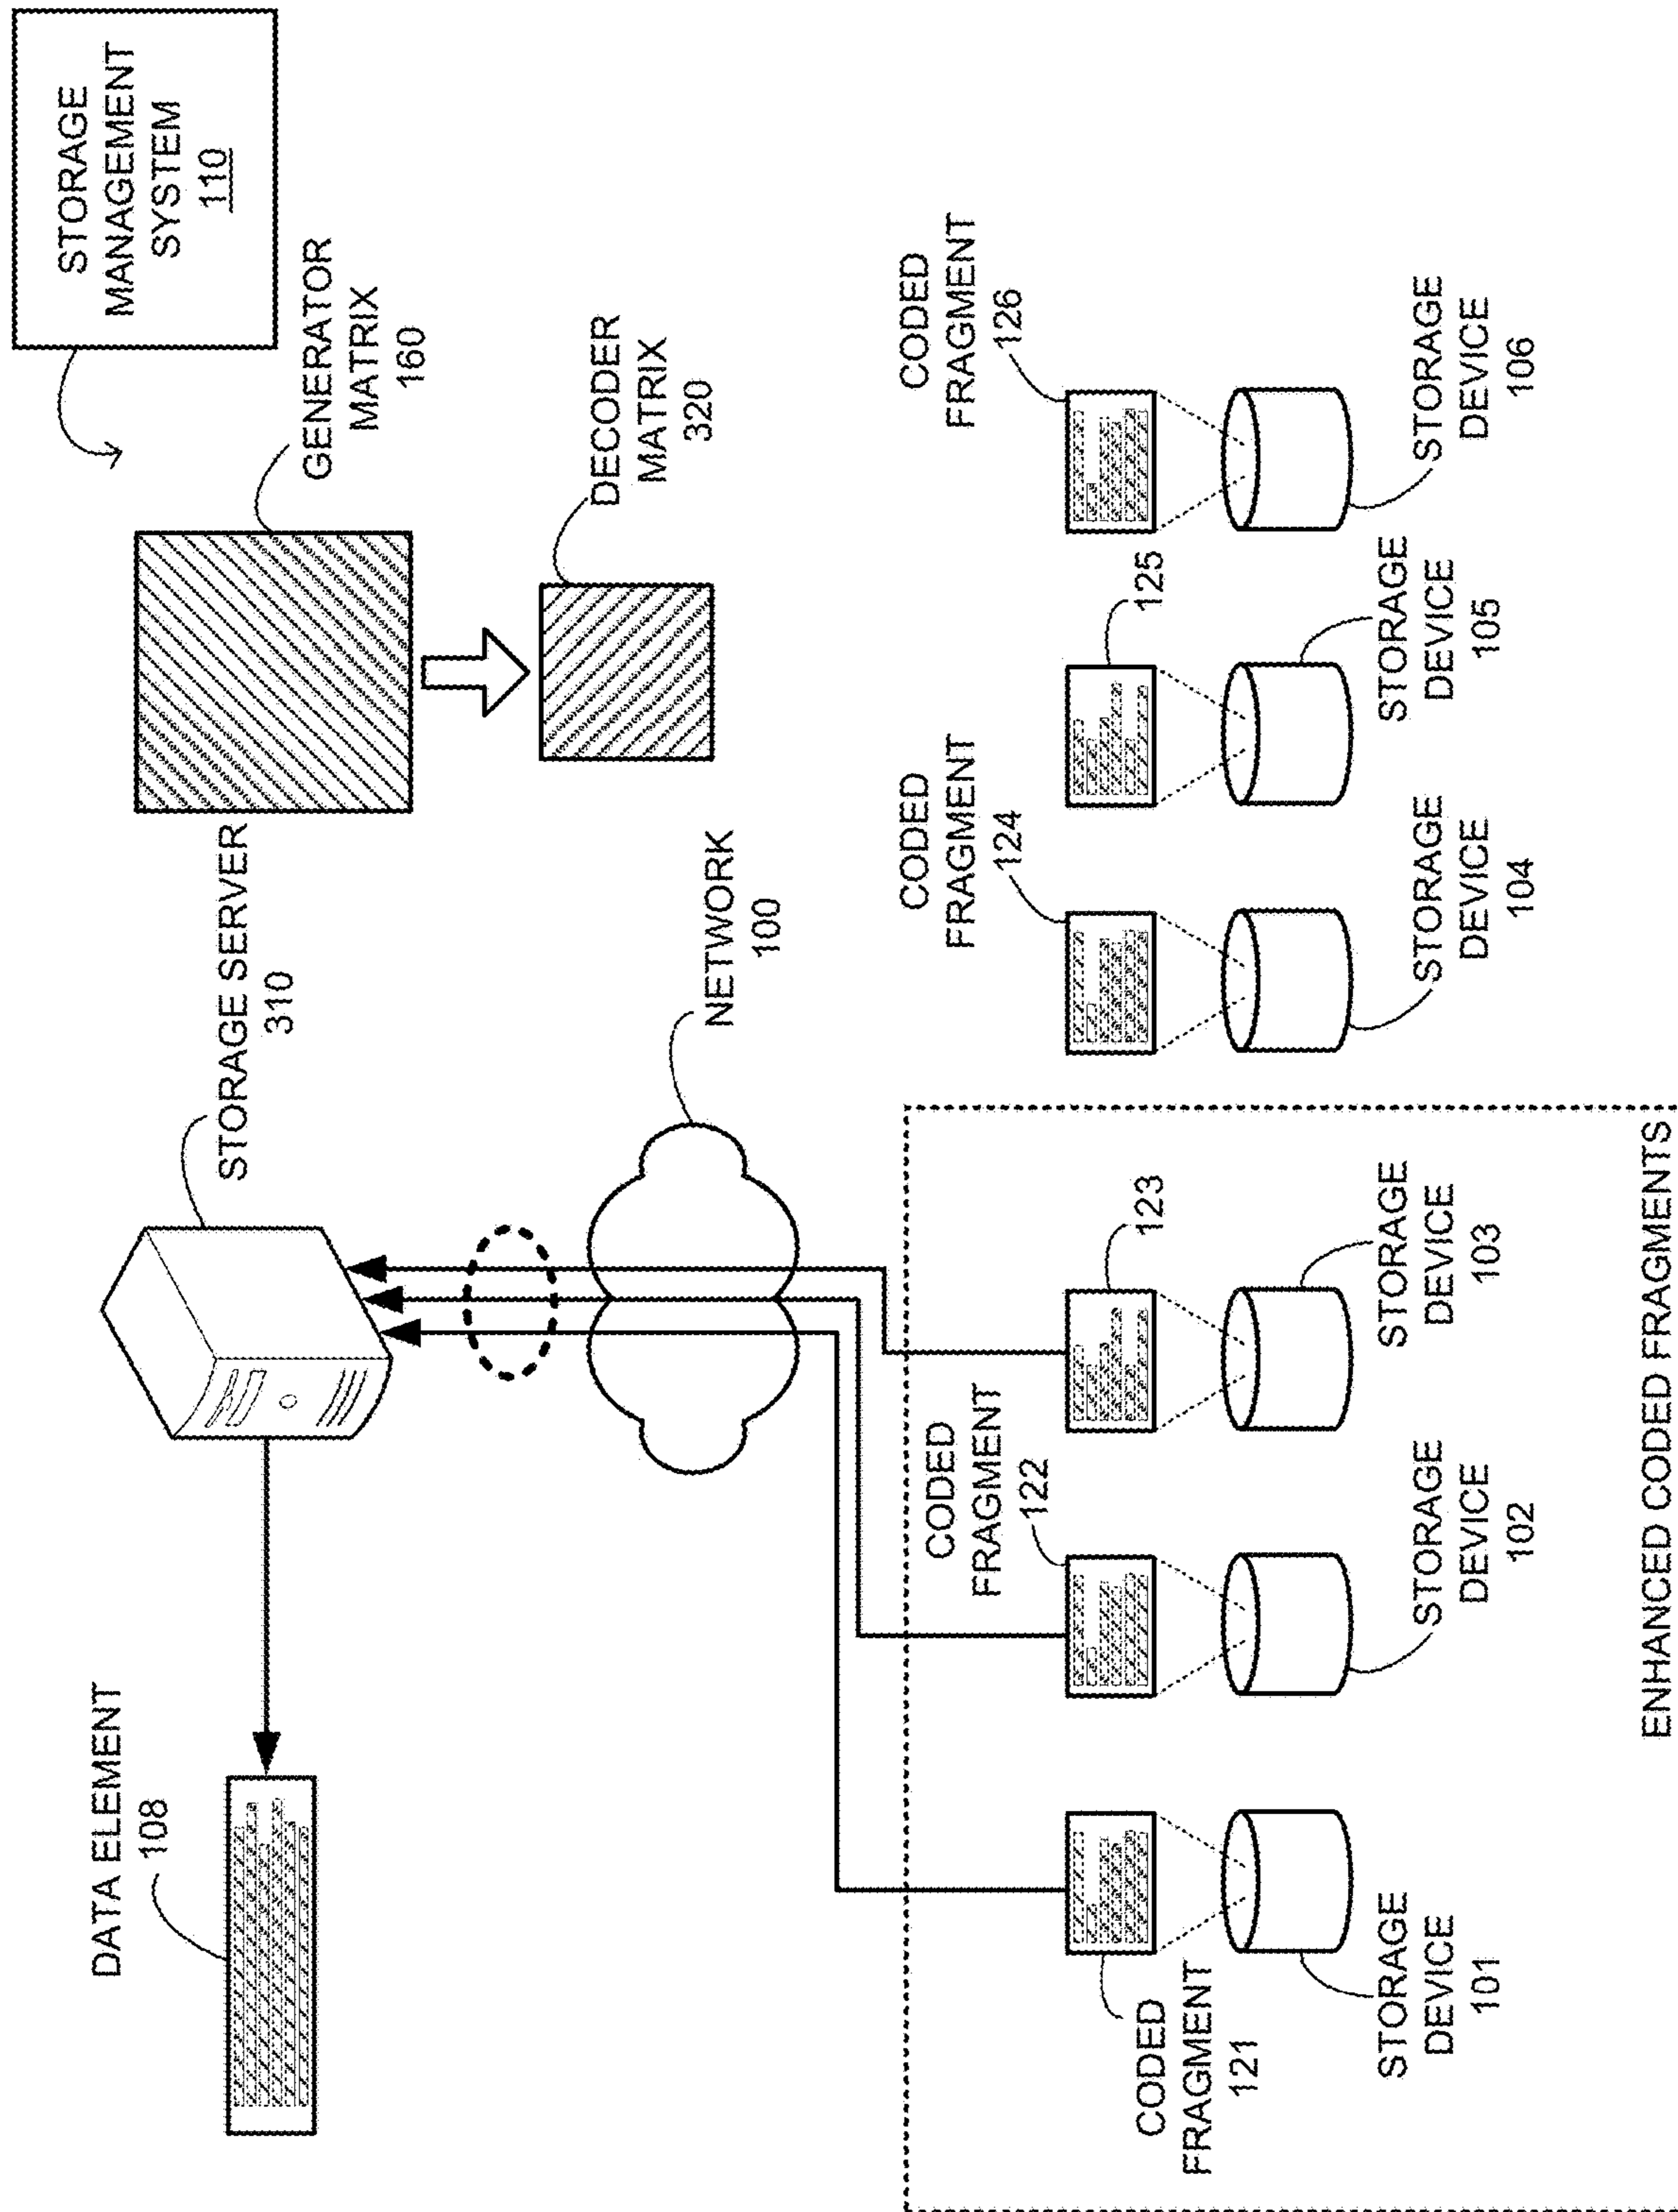 STORAGE
MANAGEMENT
SYSTEM
110
DATA ELEMENT
108
STORAGE SERVER
310
GENERATOR
MATRIX
160
DECODER
MATRIX
320
NETWORK
100
CODED
FRAGMENT
121
CODED
FRAGMENT
122
123
CODED
FRAGMENT
124
125
CODED
FRAGMENT
126
STORAGE
DEVICE
101
STORAGE
DEVICE
102
STORAGE
DEVICE
103
STORAGE
DEVICE
104
STORAGE
DEVICE
105
STORAGE
DEVICE
106
ENHANCED CODED FRAGMENTS